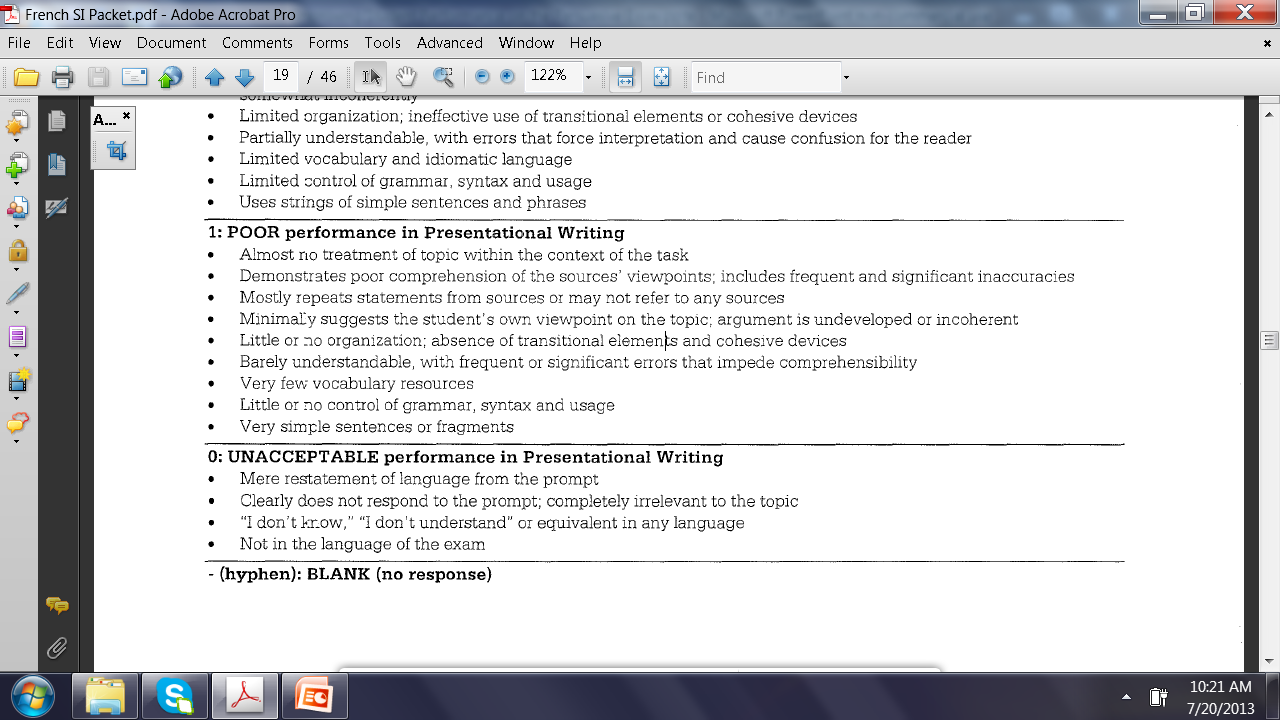 French SI Packet.pdf - Adobe Acrobat Pro
File Edit View Document Comments Forms Tools Advanced Window Help
19 / 46 122% Find
A...
somewhat incoherently
• Limited organization; ineffective use of transitional elements or cohesive devices
• Partially understandable, with errors that force interpretation and cause confusion for the reader
• Limited vocabulary and idiomatic language
• Limited control of grammar, syntax and usage
• Uses strings of simple sentences and phrases
1: POOR performance in Presentational Writing
• Almost no treatment of topic within the context of the task
• Demonstrates poor comprehension of the sources' viewpoints; includes frequent and significant inaccuracies
• Mostly repeats statements from sources or may not refer to any sources
• Minimally suggests the student's own viewpoint on the topic; argument is undeveloped or incoherent
• Little or no organization; absence of transitional elements and cohesive devices
• Barely understandable, with frequent or significant errors that impede comprehensibility
• Very few vocabulary resources
• Little or no control of grammar, syntax and usage
• Very simple sentences or fragments
0: UNACCEPTABLE performance in Presentational Writing
• Mere restatement of language from the prompt
• Clearly does not respond to the prompt; completely irrelevant to the topic
• "I don't know," "I don't understand" or equivalent in any language
• Not in the language of the exam
- (hyphen): BLANK (no response)
10:21 AM
7/20/2013